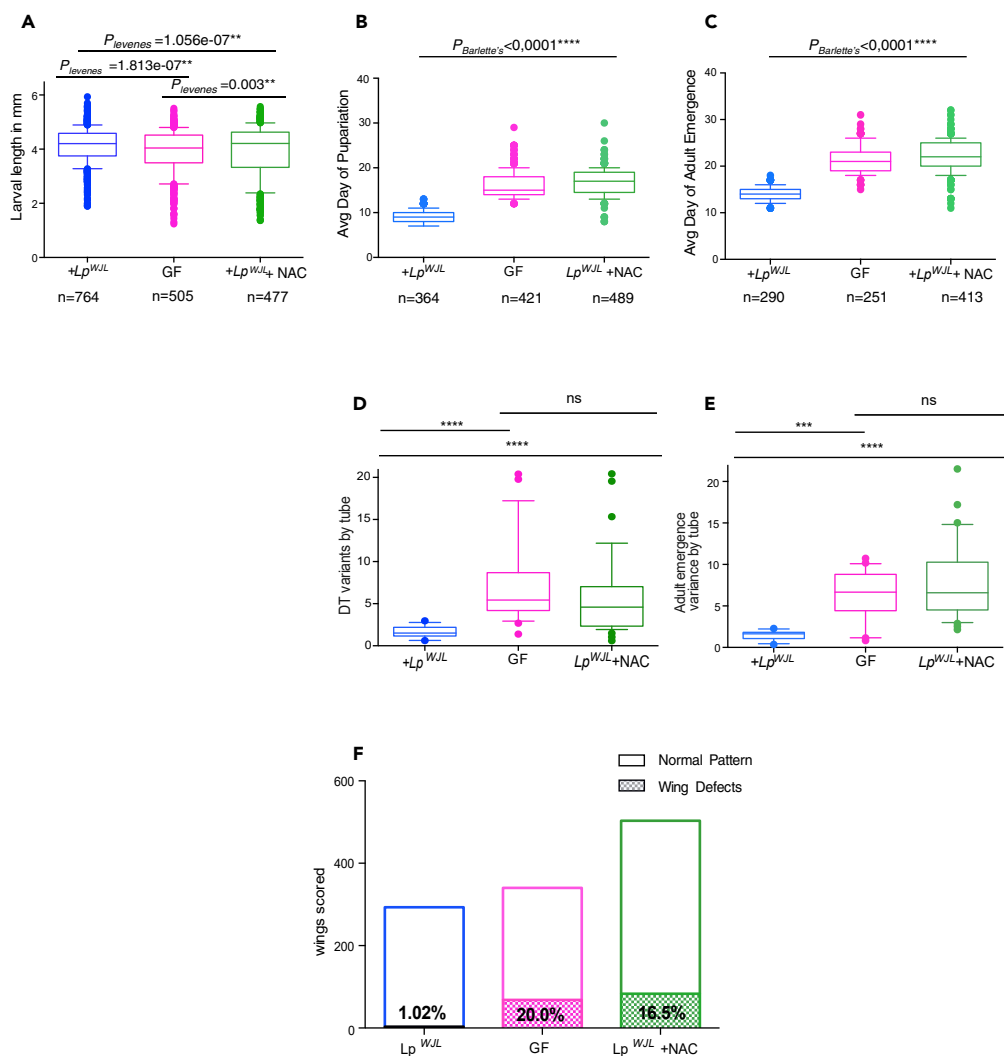 A
P levenes =1.056e-07**
P levenes =1.813e-07**
P levenes=0.003**
Larval length in mm
6
4
2
0
+Lp WJL
GF
+Lp WJL + NAC
n=764
n=505
n=477
B
P Barlette's<0,0001****
Avg Day of Pupariation
40
30
20
10
0
+Lp WJL
GF
Lp WJL +NAC
n=364
n=421
n=489
C
P Barlette's<0,0001****
Avg Day of Adult Emergence
40
30
20
10
0
+Lp WJL
GF
+Lp WJL + NAC
n=290
n=251
n=413
D
ns
****
****
DT variants by tube
20
15
10
5
0
+Lp WJL
GF
Lp WJL +NAC
E
ns
***
****
Adult emergence
variance by tube
20
15
10
5
0
+Lp WJL
GF
Lp WJL +NAC
F
Normal Pattern
Wing Defects
wings scored
600
400
200
0
1.02%
20.0%
16.5%
Lp WJL
GF
Lp WJL +NAC